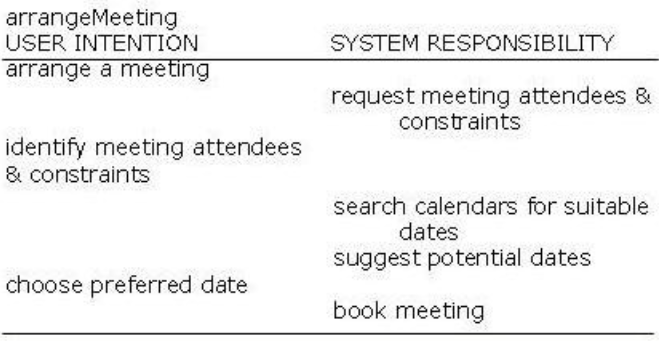 arrangeMeeting
USER INTENTION SYSTEM RESPONSIBILITY
arrange a meeting
request meeting attendees &
constraints
identify meeting attendees
& constraints
search calendars for suitable
dates
suggest potential dates
choose preferred date
book meeting